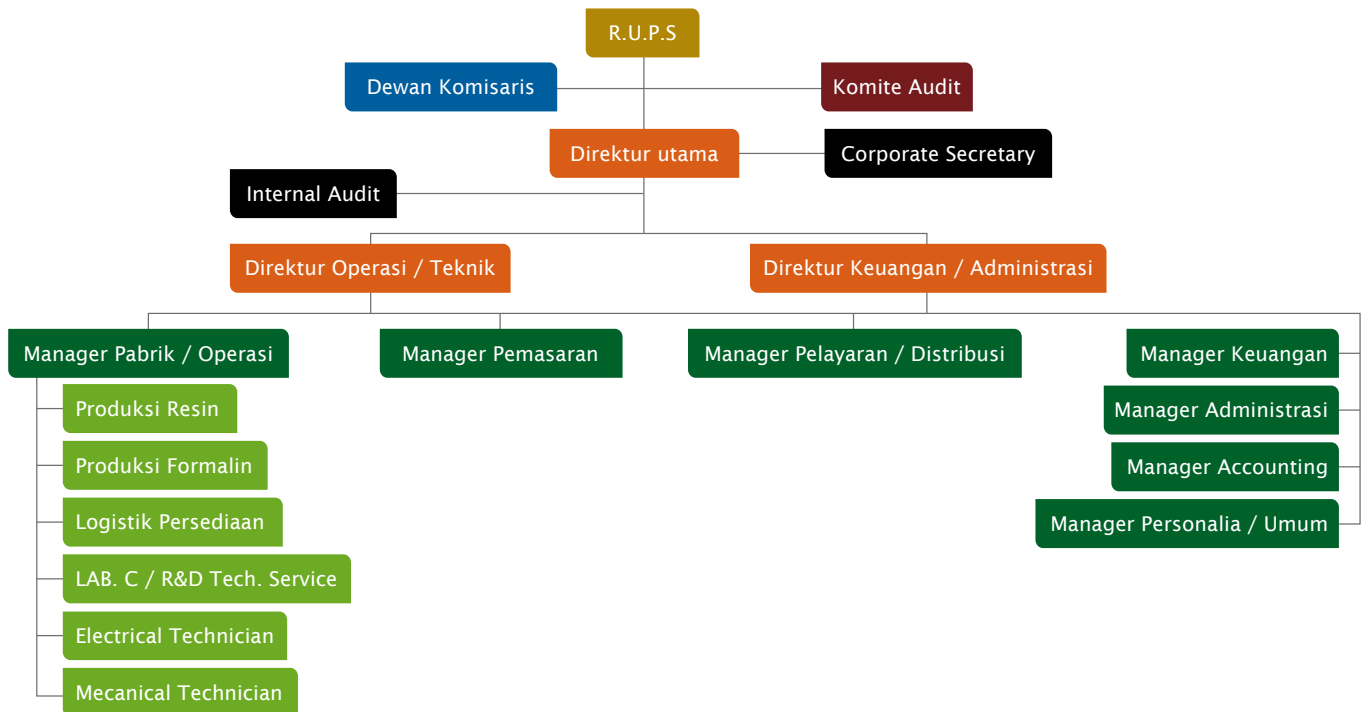 R.U.P.S
Dewan Komisaris
Komite Audit
Direktur utama
Corporate Secretary
Internal Audit
Direktur Operasi / Teknik
Direktur Keuangan / Administrasi
Manager Pabrik / Operasi
Manager Pemasaran
Manager Pelayaran / Distribusi
Manager Keuangan
Manager Administrasi
Manager Accounting
Manager Personalia / Umum
Produksi Resin
Produksi Formalin
Logistik Persediaan
LAB. C / R&D Tech. Service
Electrical Technician
Mecanical Technician